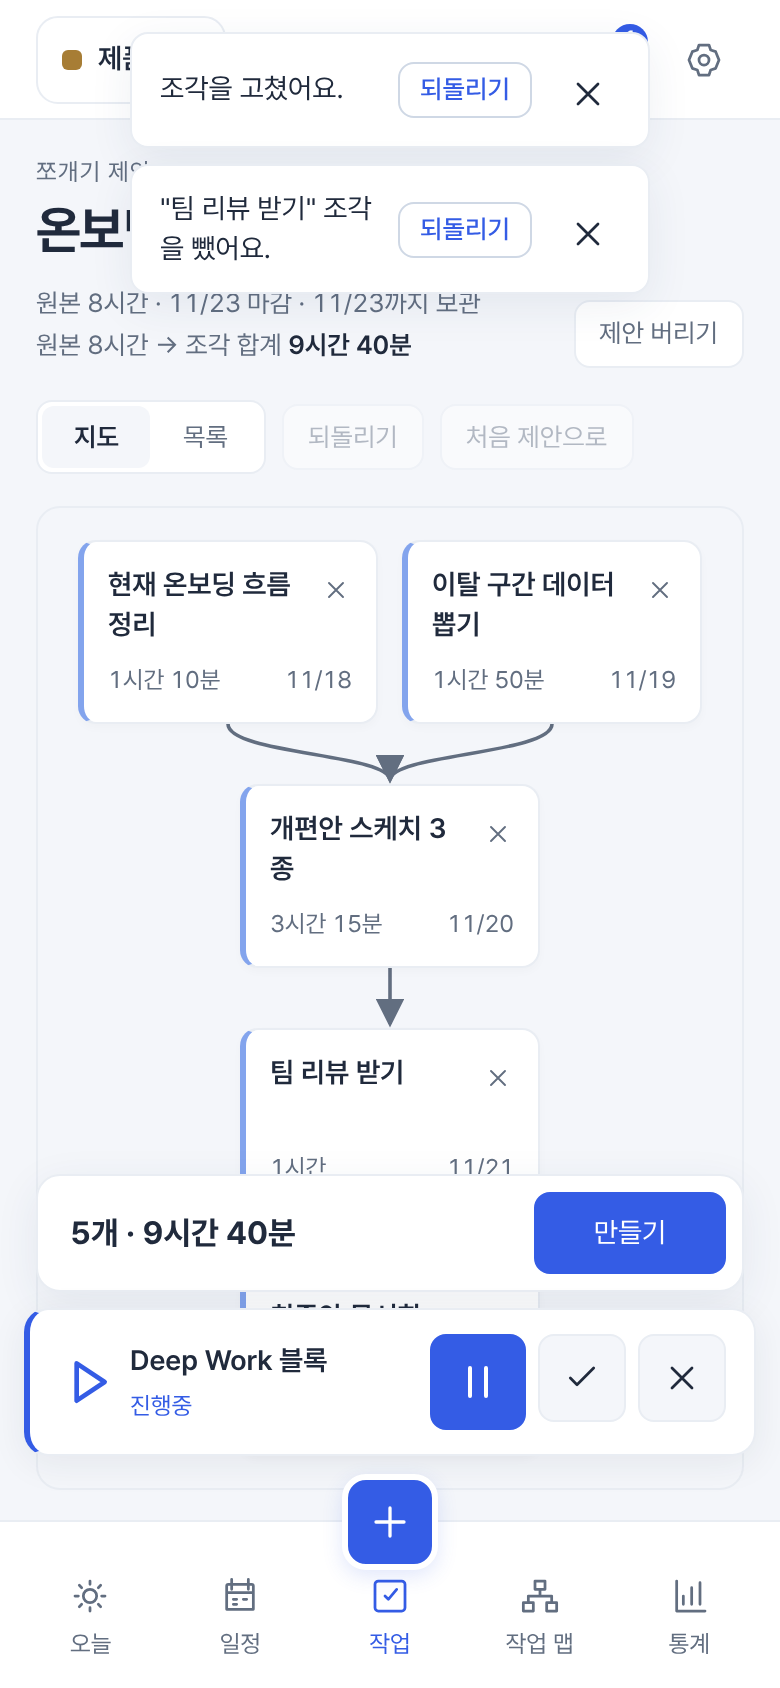 조각을 고쳤어요.
되돌리기
"팀 리뷰 받기" 조각
을 뺐어요.
되돌리기
쪼개기
원본 8시간 · 11/23 마감 · 11/23까지 보관
원본 8시간 → 조각 합계 9시간 40분
제안 버리기
지도
목록
되돌리기
처음 제안으로
현재 온보딩 흐름
정리
1시간 10분
11/18
이탈 구간 데이터
뽑기
1시간 50분
11/19
개편안 스케치 3
종
3시간 15분
11/20
팀 리뷰 받기
1시간
11/21
5개 · 9시간 40분
만들기
Deep Work 블록
진행중
오늘
일정
작업
작업 맵
통계